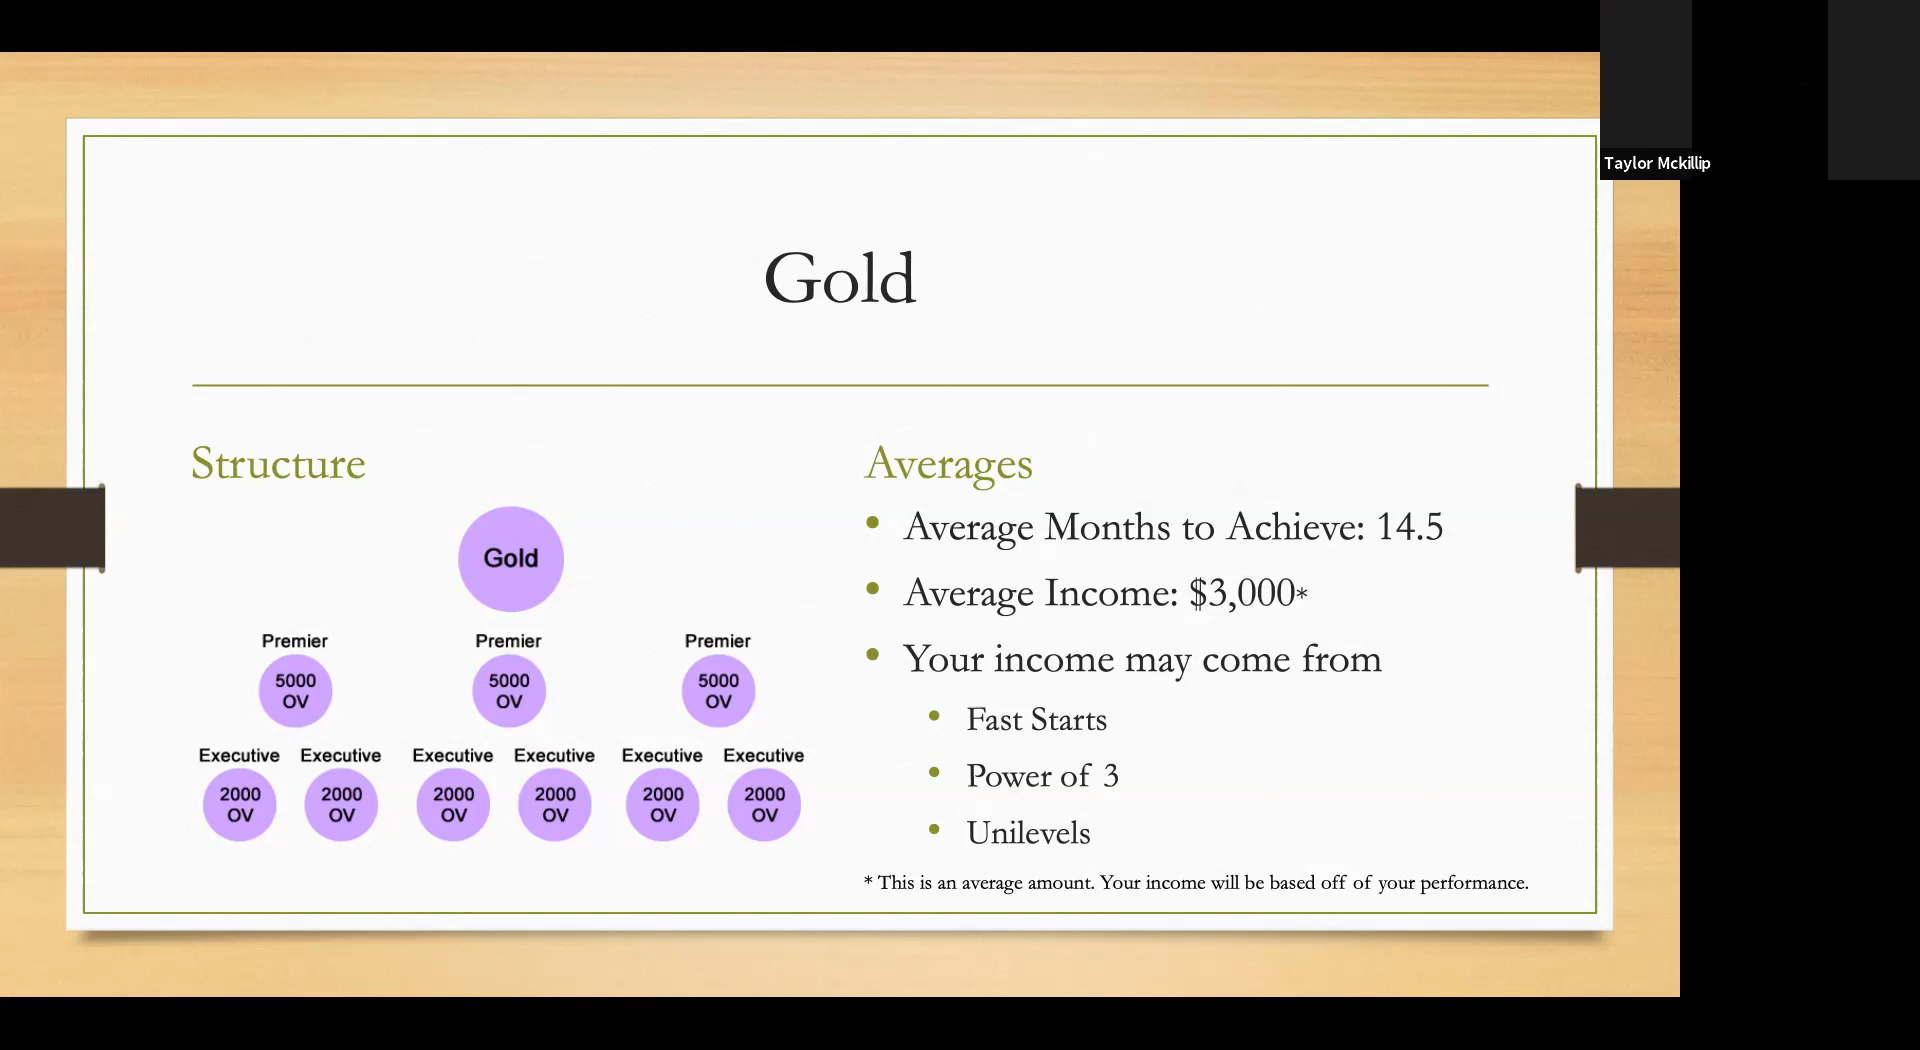 Taylor Mckillip
Gold
Structure
Gold
Premier Premier Premier
5000 5000 5000
OV OV OV
Executive Executive Executive Executive Executive Executive
2000 2000 2000 2000 2000 2000
OV OV OV OV OV OV
Averages
• Average Months to Achieve: 14.5
• Average Income: $3,000*
• Your income may come from
• Fast Starts
• Power of 3
• Unilevels
* This is an average amount. Your income will be based off of your performance.